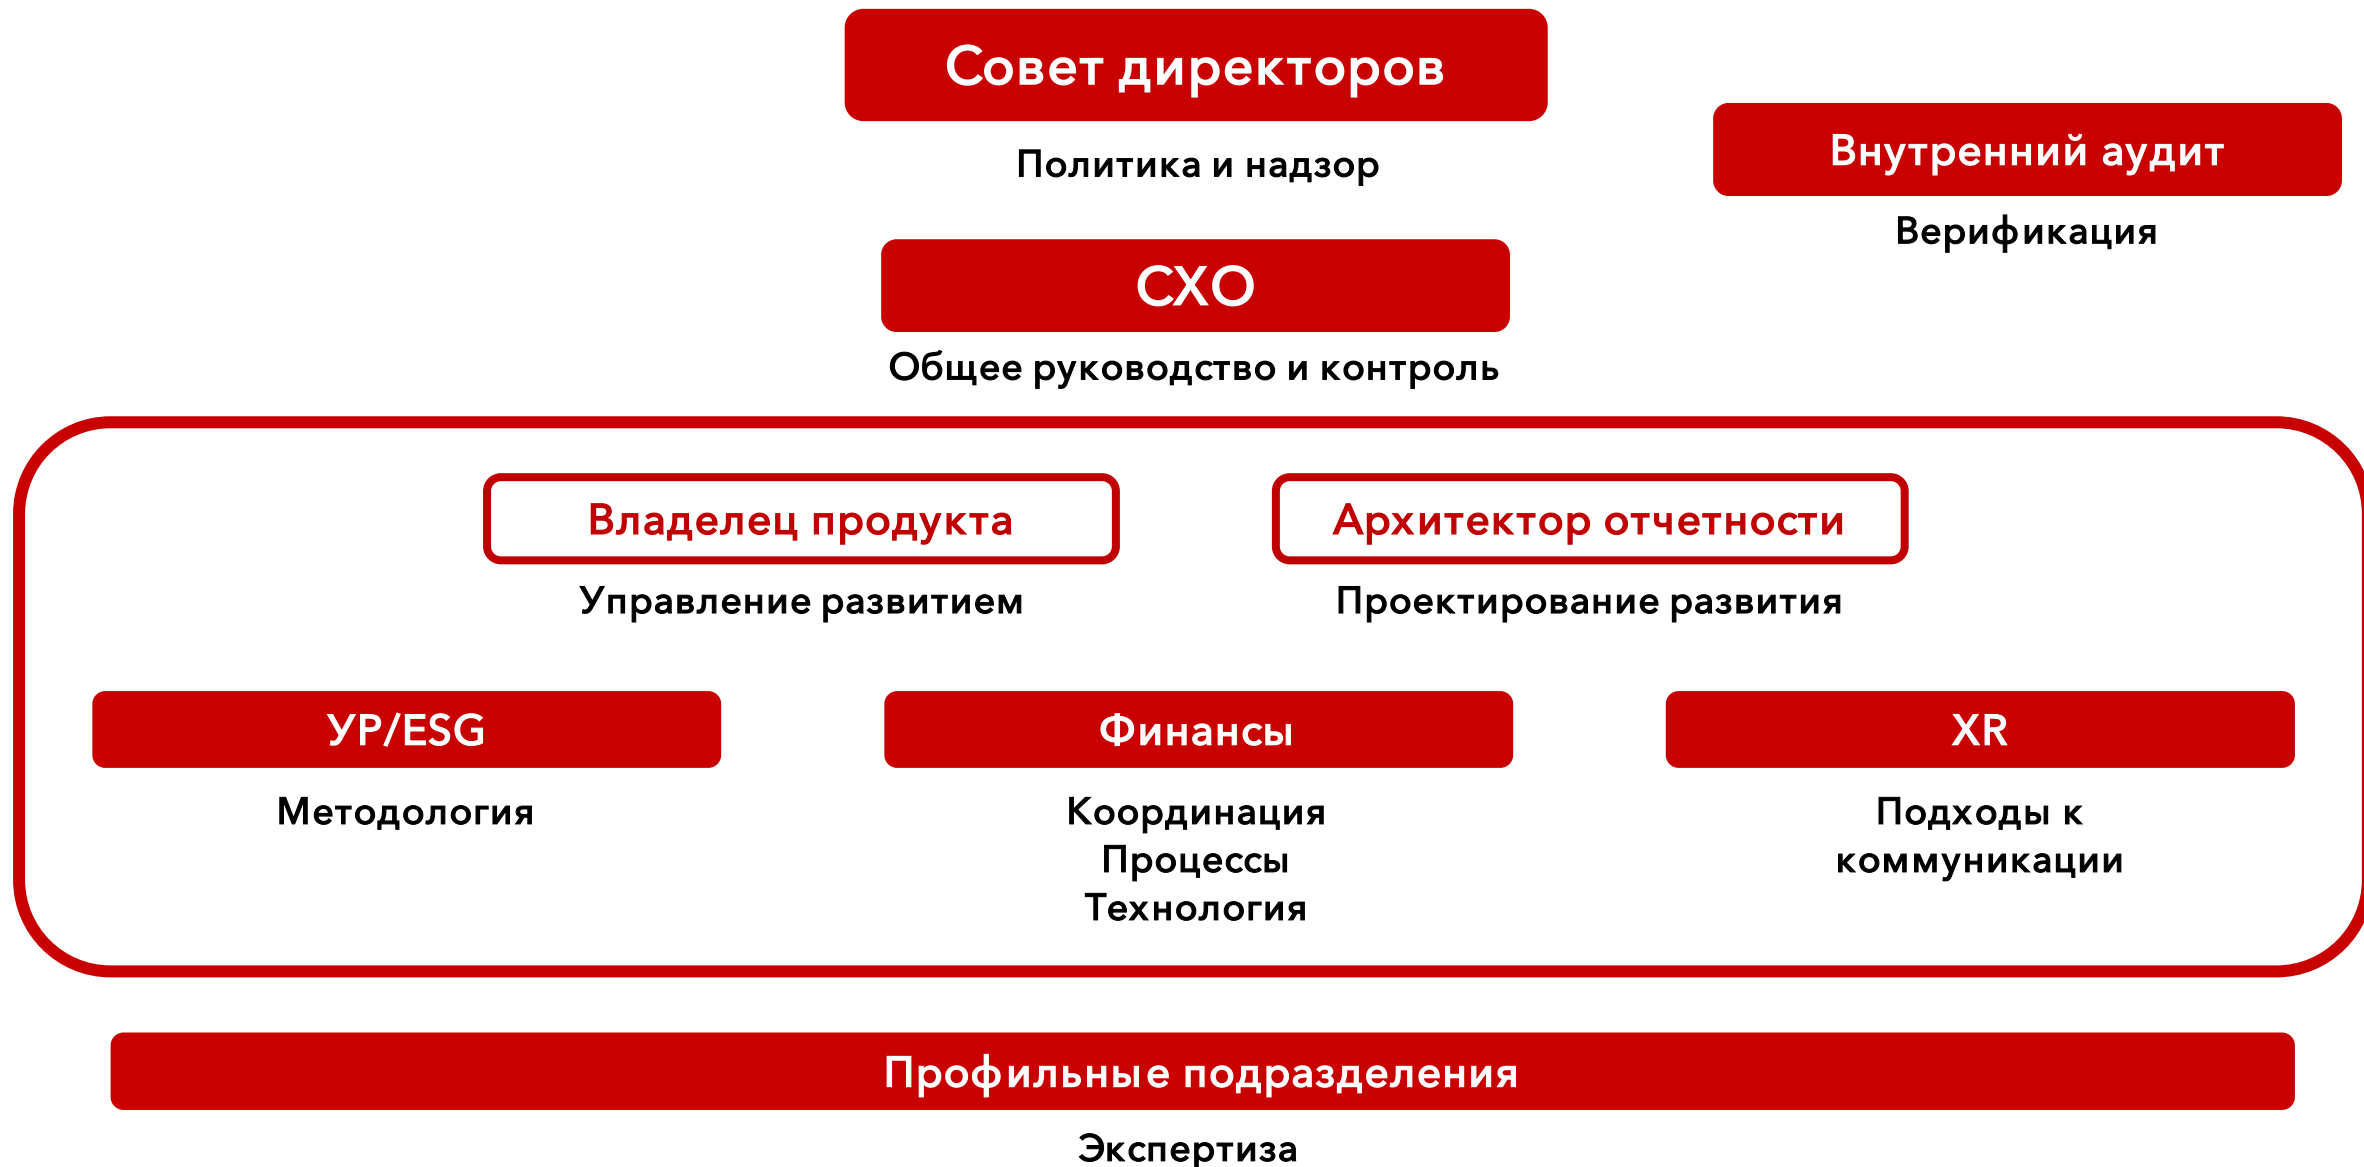 Совет директоров
Политика и надзор
Внутренний аудит
Верификация
CXO
Общее руководство и контроль
Владелец продукта
Управление развитием
Архитектор отчетности
Проектирование развития
УР/ESG
Методология
Финансы
Координация
Процессы
Технология
XR
Подходы к
коммуникации
Профильные подразделения
Экспертиза